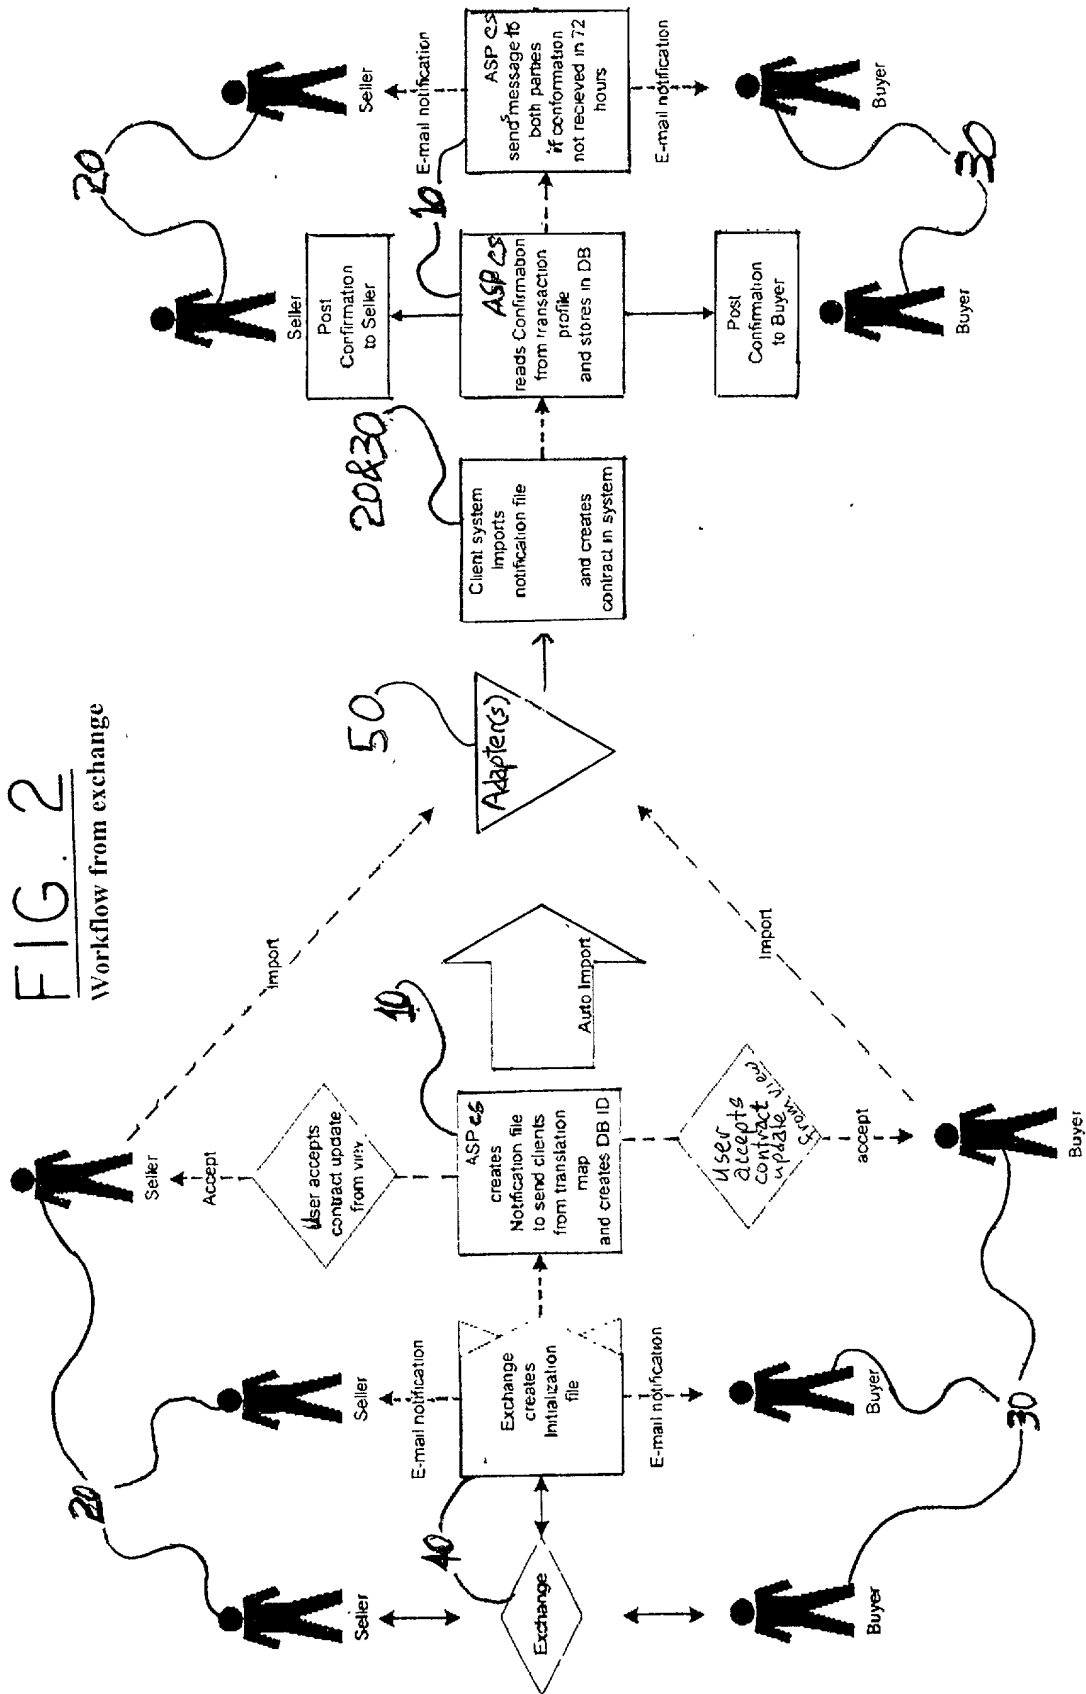 FIG. 2
Workflow from exchange
20
Seller
Seller
Seller
Accept
User accepts
contract update
from view
Import
E-mail notification
40
Exchange
Exchange
creates
Initialization
file
E-mail notification
Buyer
Buyer
30
10
ASP CS
creates
Notification file
to send clients
from translation
map
and creates DB ID
User
accepts
contract
update
from view
accept
Buyer
Auto Import
Import
50
Adapter(s)
20&30
Client system
Imports
notification file
and creates
contract in system
20
Seller
Seller
Post
Confirmation
to Seller
10
ASP CS
reads Confirmation
from transaction
profile
and stores in DB
Post
Confirmation
to Buyer
Buyer
E-mail notification
ASP CS
sends message to
both parties
if conformation
not recieved in 72
hours
E-mail notification
Buyer
30